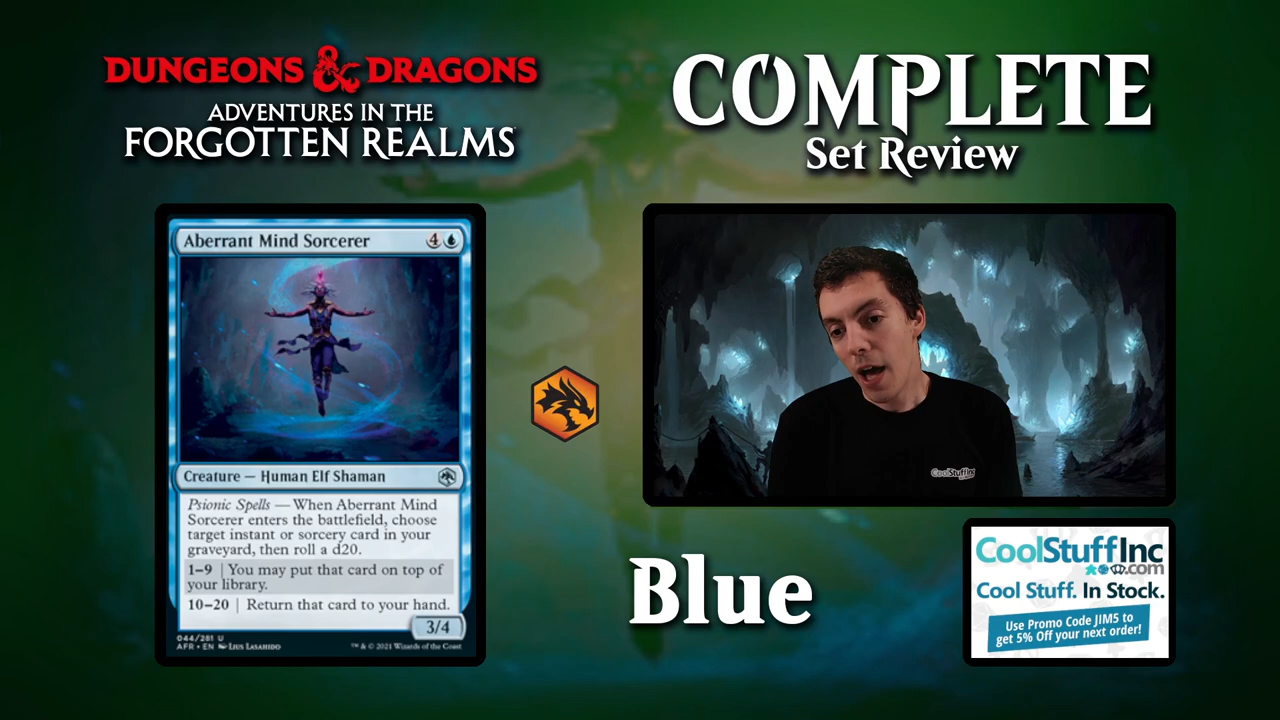 DUNGEONS & DRAGONS
ADVENTURES IN THE
FORGOTTEN REALMS
COMPLETE
Set Review
Aberrant Mind Sorcerer 4
Creature — Human Elf Shaman
Psionic Spells — When Aberrant Mind
Sorcerer enters the battlefield, choose
target instant or sorcery card in your
graveyard, then roll a d20.
1–9 | You may put that card on top of
your library.
10–20 | Return that card to your hand.
3/4
044/281 U
AFR • EN Lius Lasahido
™ & © 2021 Wizards of the Coast
CoolStuffInc
Blue
CoolStuffInc
.com
Cool Stuff. In Stock.
Use Promo Code JIM5 to
get 5% Off your next order!